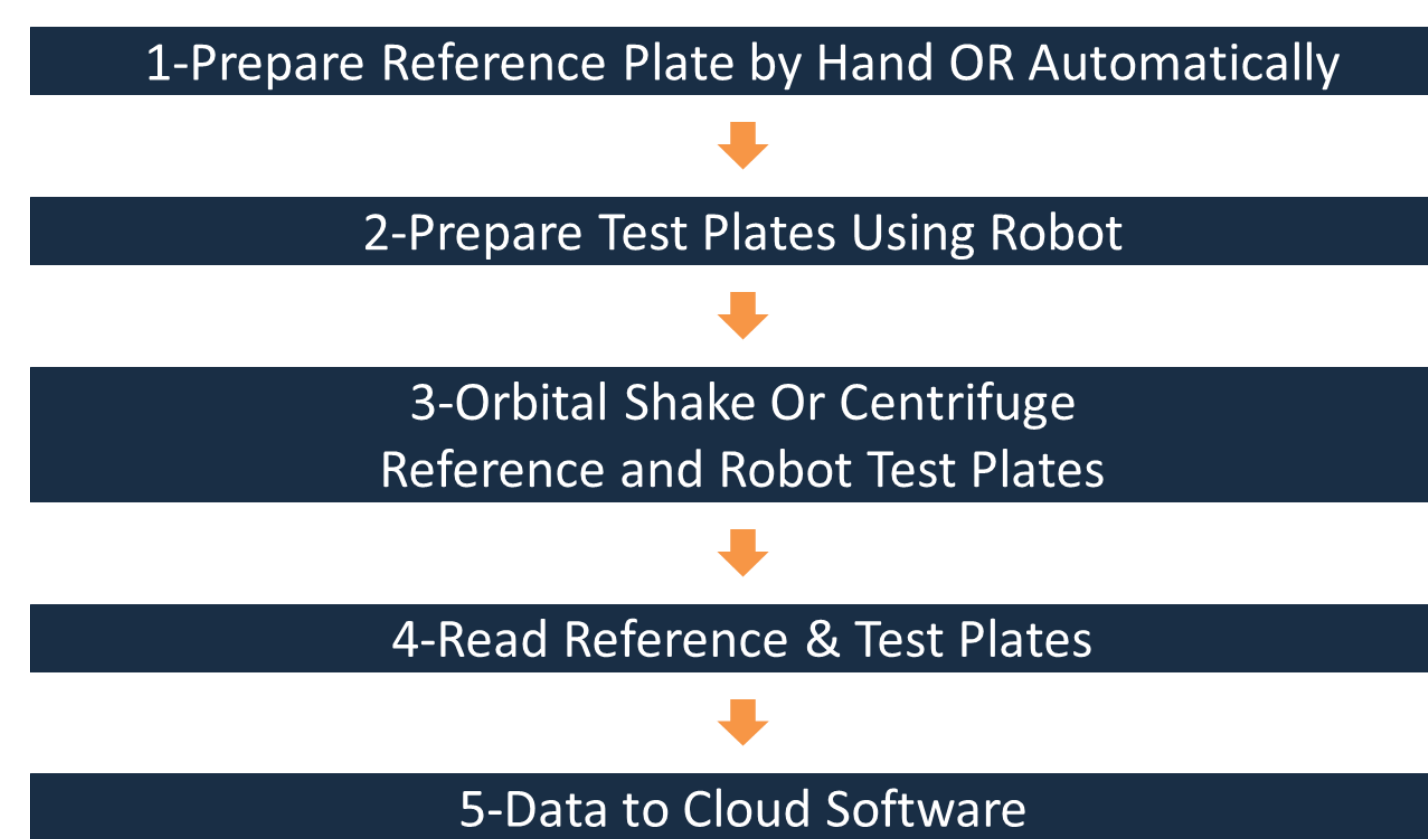 1-Prepare Reference Plate by Hand OR Automatically
2-Prepare Test Plates Using Robot
3-Orbital Shake Or Centrifuge
Reference and Robot Test Plates
4-Read Reference & Test Plates
5-Data to Cloud Software